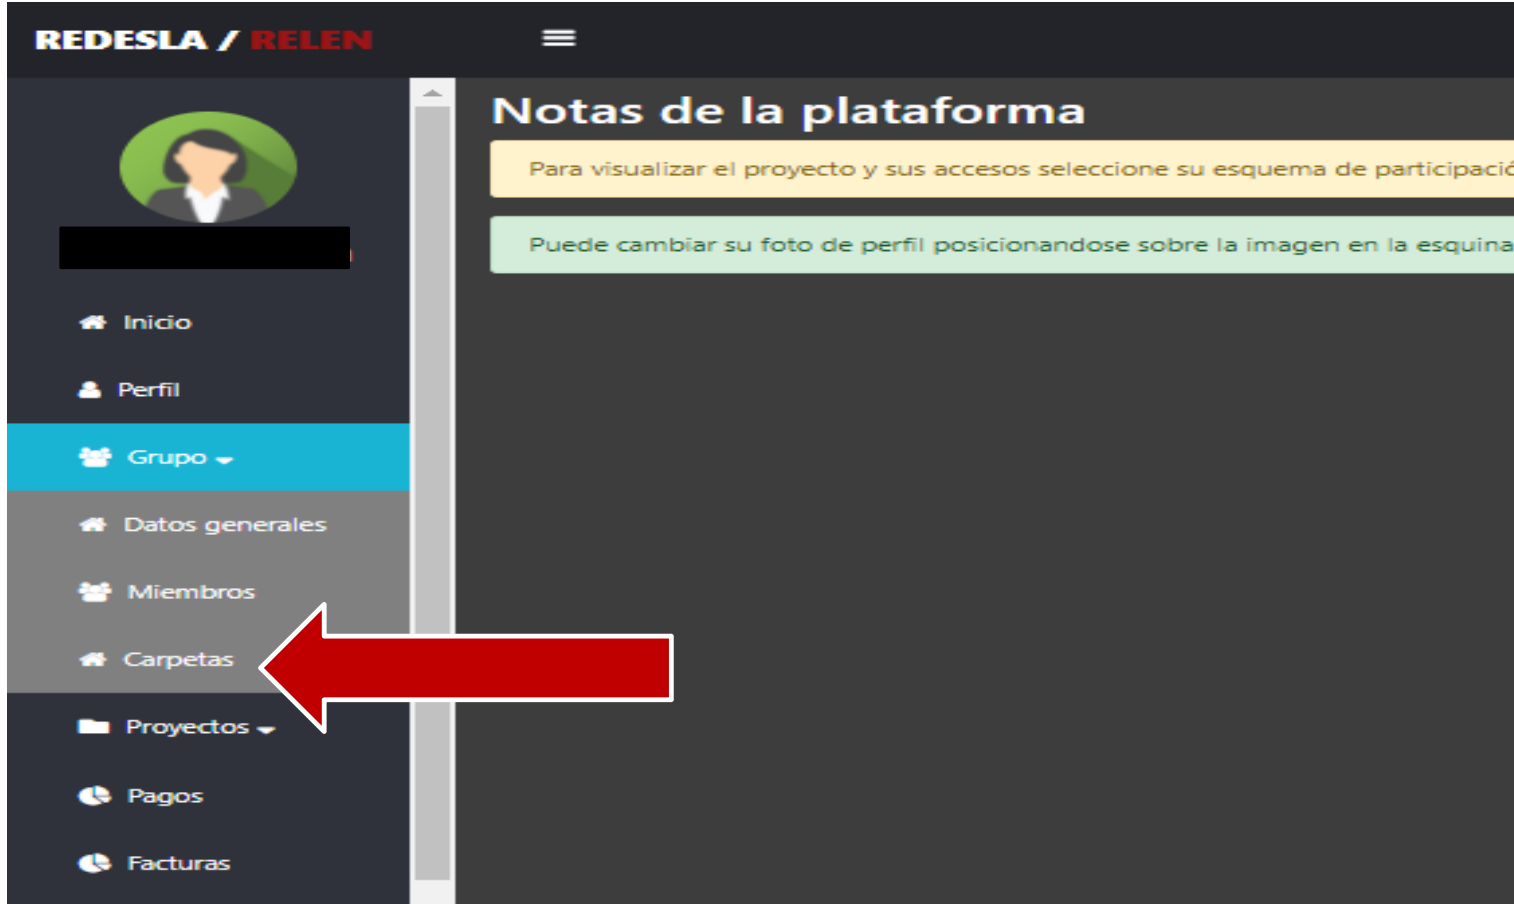 REDESLA / RELEN
Notas de la plataforma
Para visualizar el proyecto y sus accesos seleccione su esquema de participació
Puede cambiar su foto de perfil posicionandose sobre la imagen en la esquina
Inicio
Perfil
Grupo
Datos generales
Miembros
Carpetas
Proyectos
Pagos
Facturas